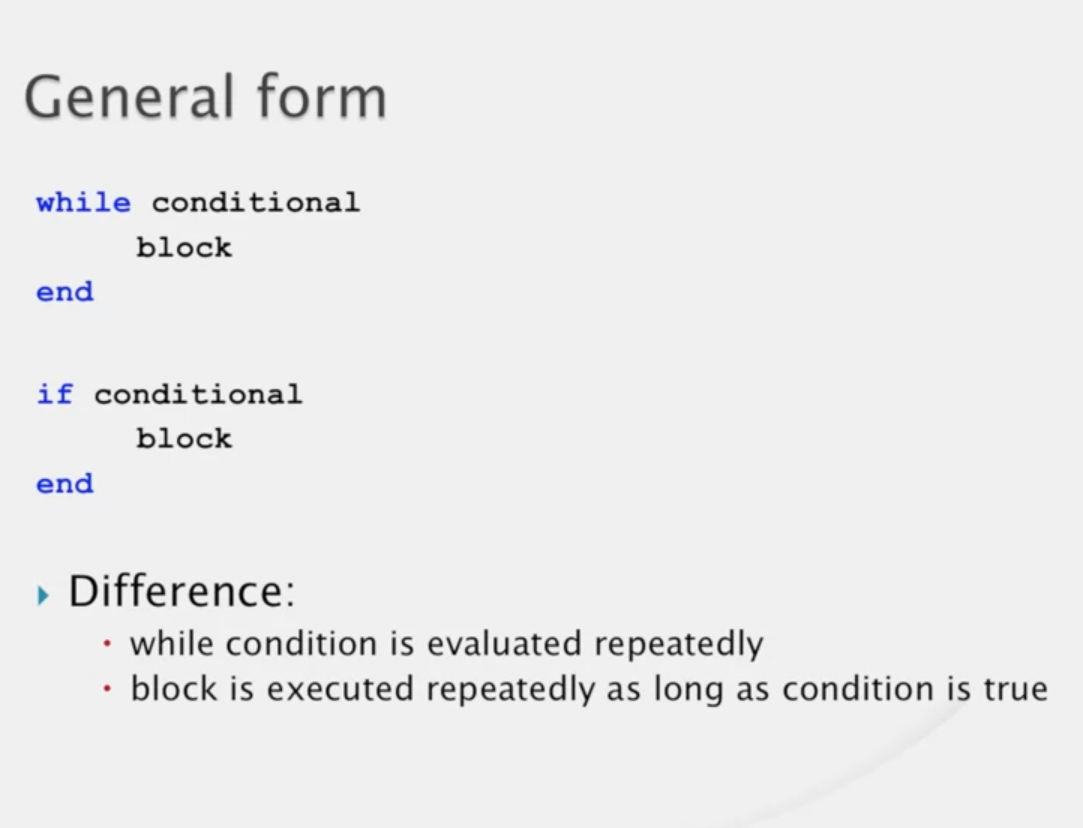 General form
while conditional
block
end
if conditional
block
end
Difference:
while condition is evaluated repeatedly
block is executed repeatedly as long as condition is true